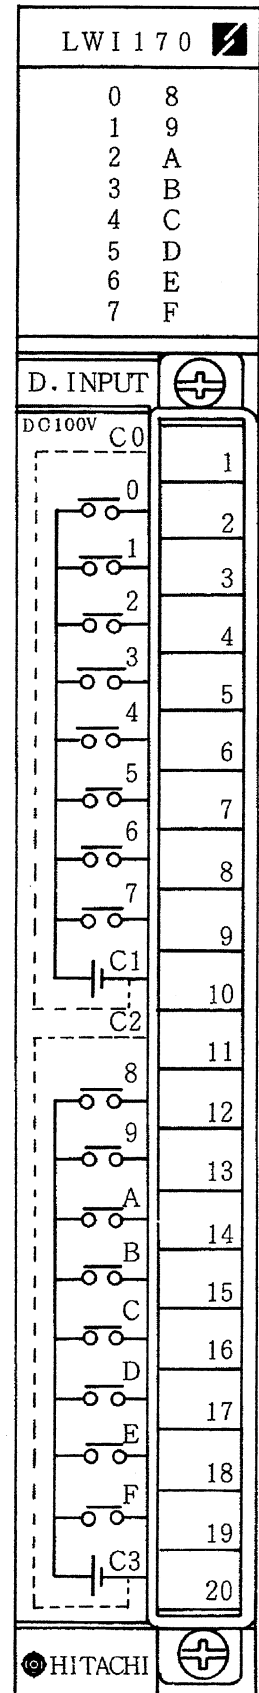 LWI170
0 8
1 9
2 A
3 B
4 C
5 D
6 E
7 F
D. INPUT
DC100V
C0
1
0
2
1
3
2
4
3
5
4
6
5
7
6
8
7
9
C1
10
C2
11
8
12
9
13
A
14
B
15
C
16
D
17
E
18
F
19
C3
20
HITACHI